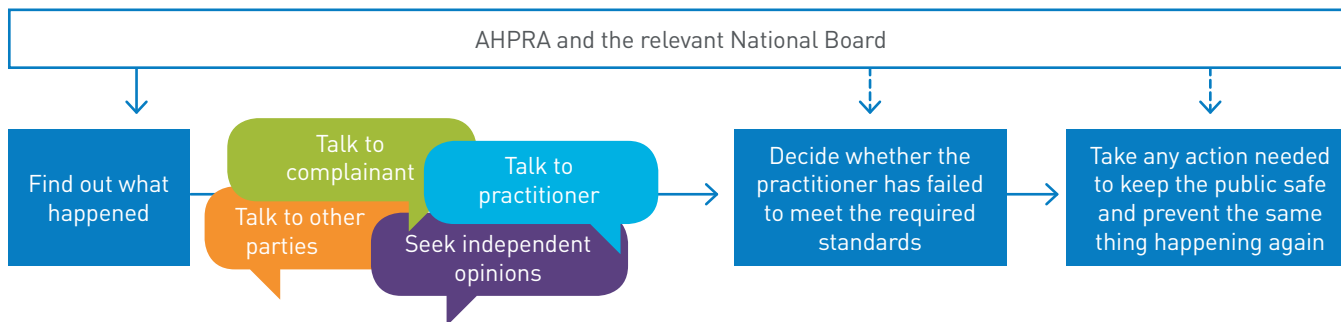 AHPRA and the relevant National Board
Find out what
happened
Talk to
complainant
Talk to
practitioner
Talk to other
parties
Seek independent
opinions
Decide whether the
practitioner has failed
to meet the required
standards
Take any action needed
to keep the public safe
and prevent the same
thing happening again